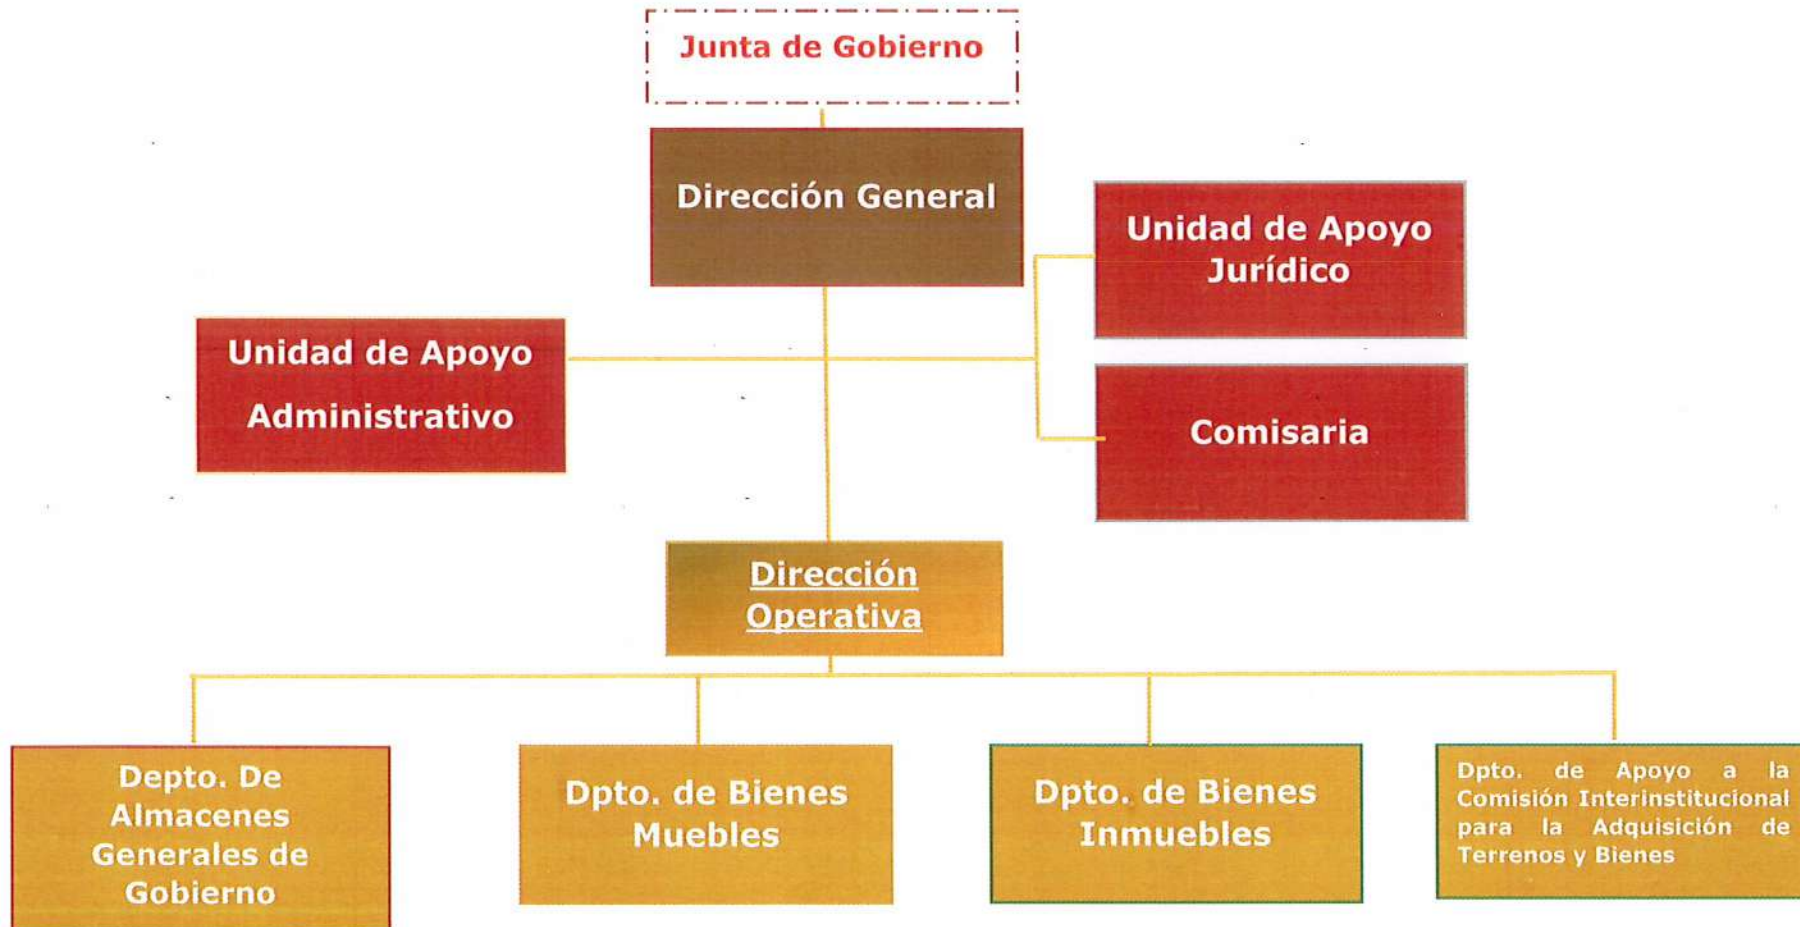 Junta de Gobierno
Dirección General
Unidad de Apoyo
Jurídico
Unidad de Apoyo
Administrativo
Comisaria
Dirección
Operativa
Depto. De
Almacenes
Generales de
Gobierno
Dpto. de Bienes
Muebles
Dpto. de Bienes
Inmuebles
Dpto. de Apoyo a la
Comisión Interinstitucional
para la Adquisición de
Terrenos y Bienes